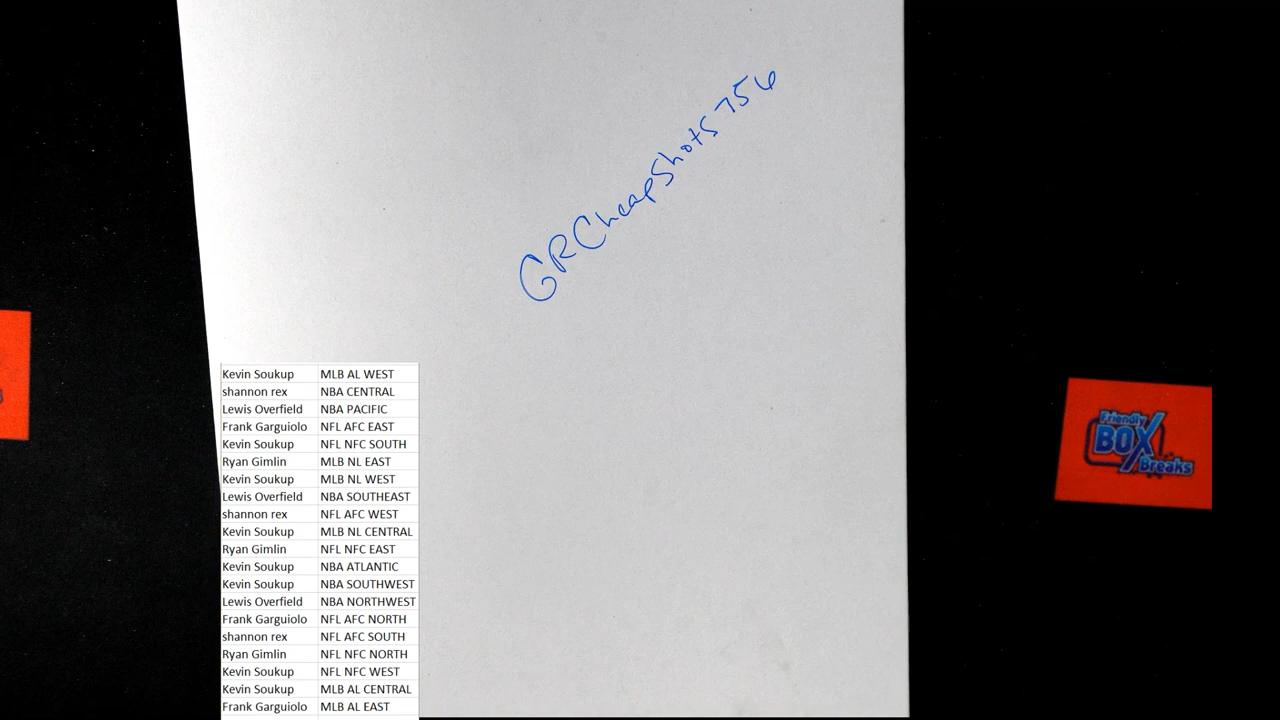 GRCheapShots756
Kevin Soukup MLB AL WEST
shannon rex NBA CENTRAL
Lewis Overfield NBA PACIFIC
Frank Garguiolo NFL AFC EAST
Kevin Soukup NFL NFC SOUTH
Ryan Gimlin MLB NL EAST
Kevin Soukup MLB NL WEST
Lewis Overfield NBA SOUTHEAST
shannon rex NFL AFC WEST
Kevin Soukup MLB NL CENTRAL
Ryan Gimlin NFL NFC EAST
Kevin Soukup NBA ATLANTIC
Kevin Soukup NBA SOUTHWEST
Lewis Overfield NBA NORTHWEST
Frank Garguiolo NFL AFC NORTH
shannon rex NFL AFC SOUTH
Ryan Gimlin NFL NFC NORTH
Kevin Soukup NFL NFC WEST
Kevin Soukup MLB AL CENTRAL
Frank Garguiolo MLB AL EAST
Friendly
BOX
Breaks